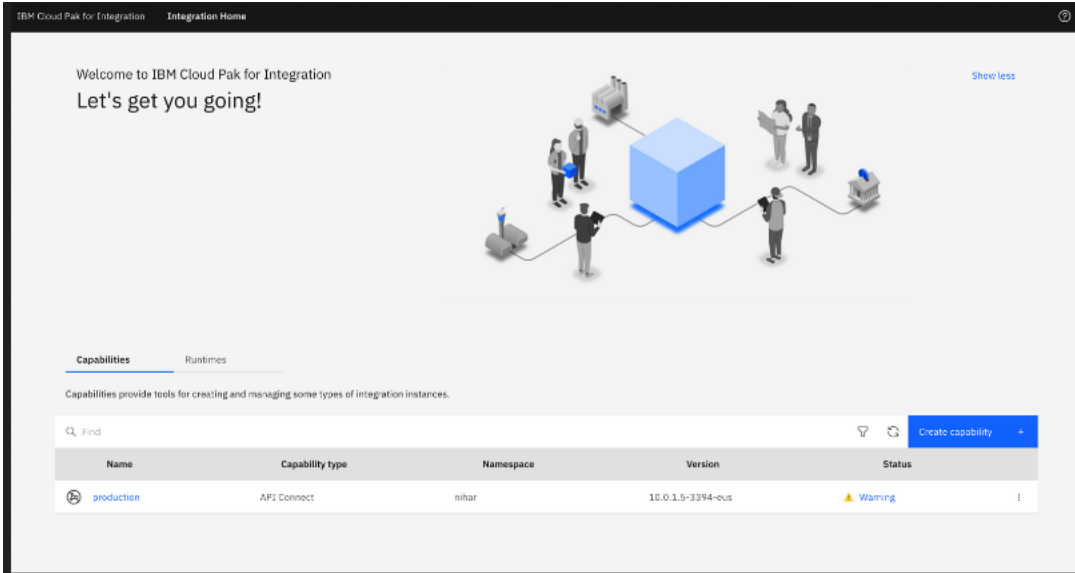 IBM Cloud Pak for Integration Integration Home
Welcome to IBM Cloud Pak for Integration
Show less
Let's get you going!
Capabilities Runtimes
Capabilities provide tools for creating and managing some types of integration instances.
Find Create capability +
Name Capability type Namespace Version Status
production API Connect nihar 10.0.1.5-3394-eus Warning